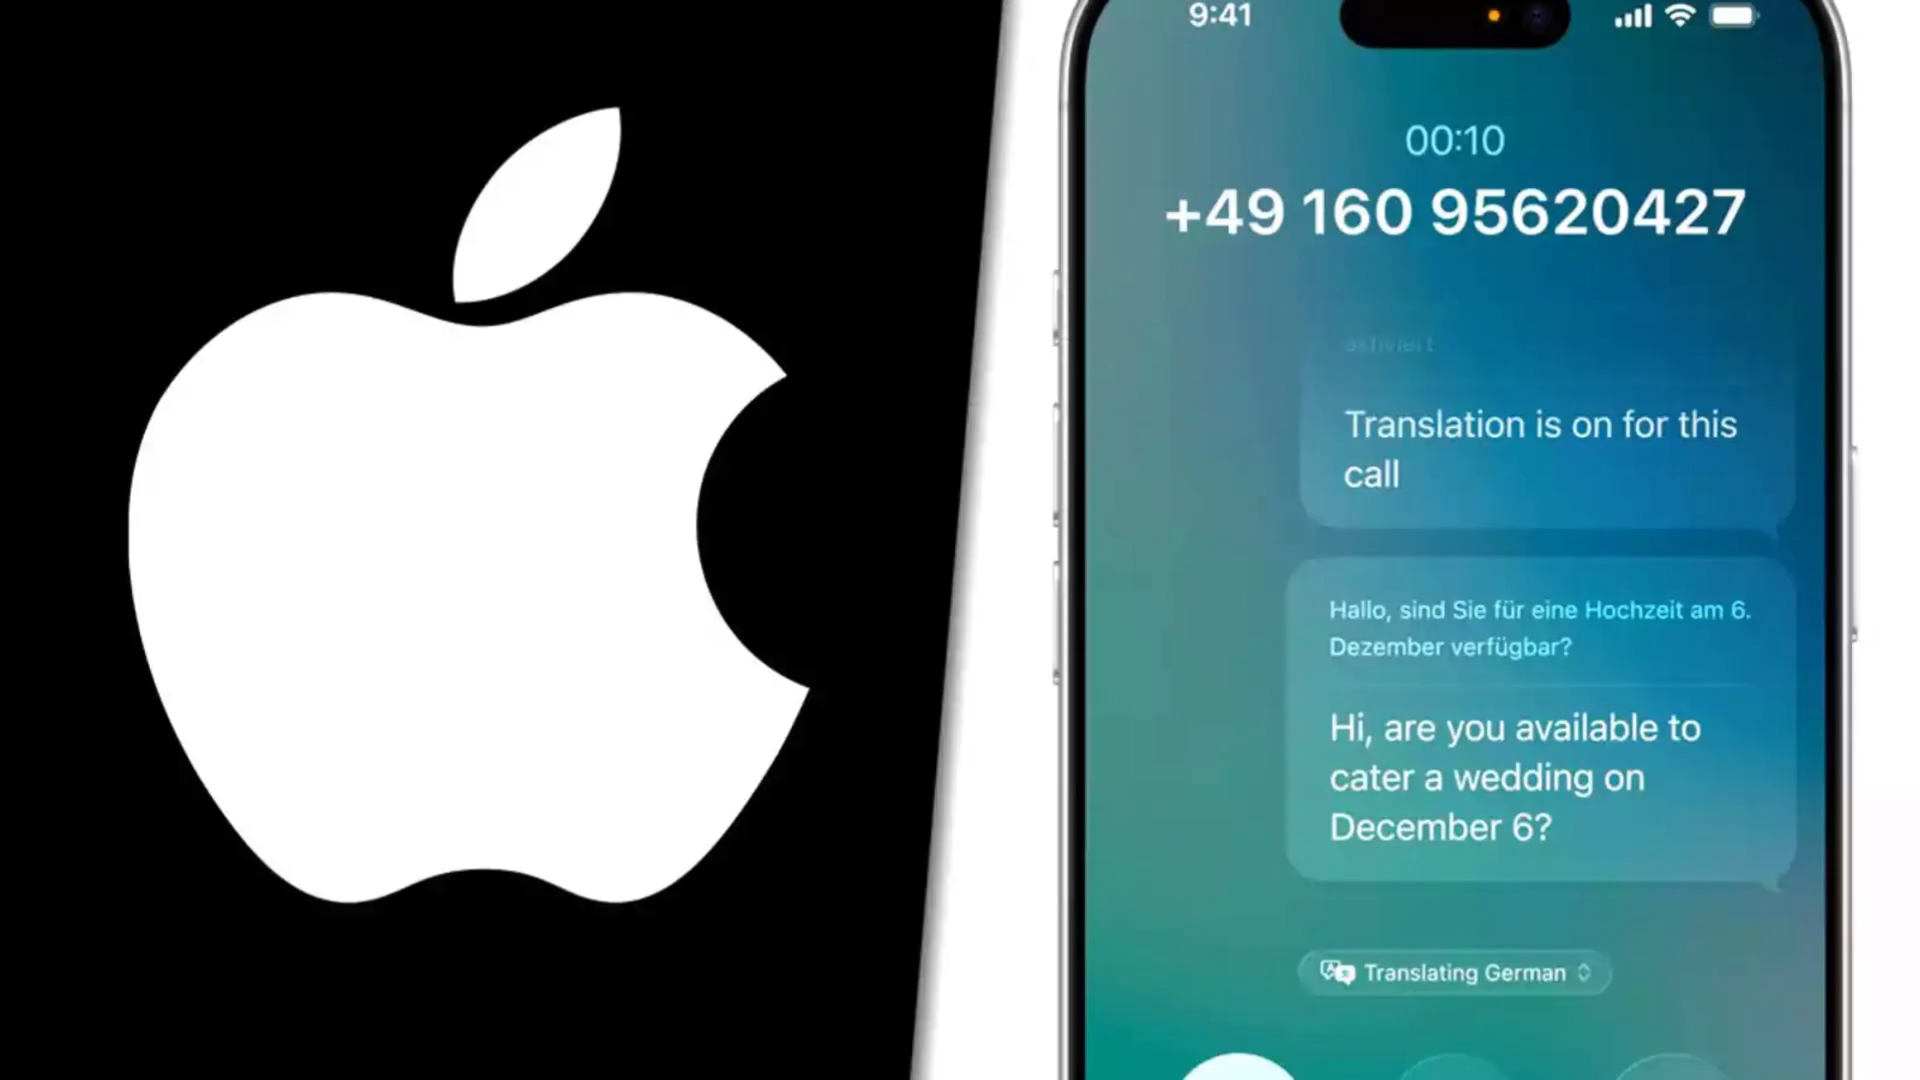 9:41
00:10
+49 160 95620427
aktiviert
Translation is on for this
call
Hallo, sind Sie für eine Hochzeit am 6.
Dezember verfügbar?
Hi, are you available to
cater a wedding on
December 6?
Translating German